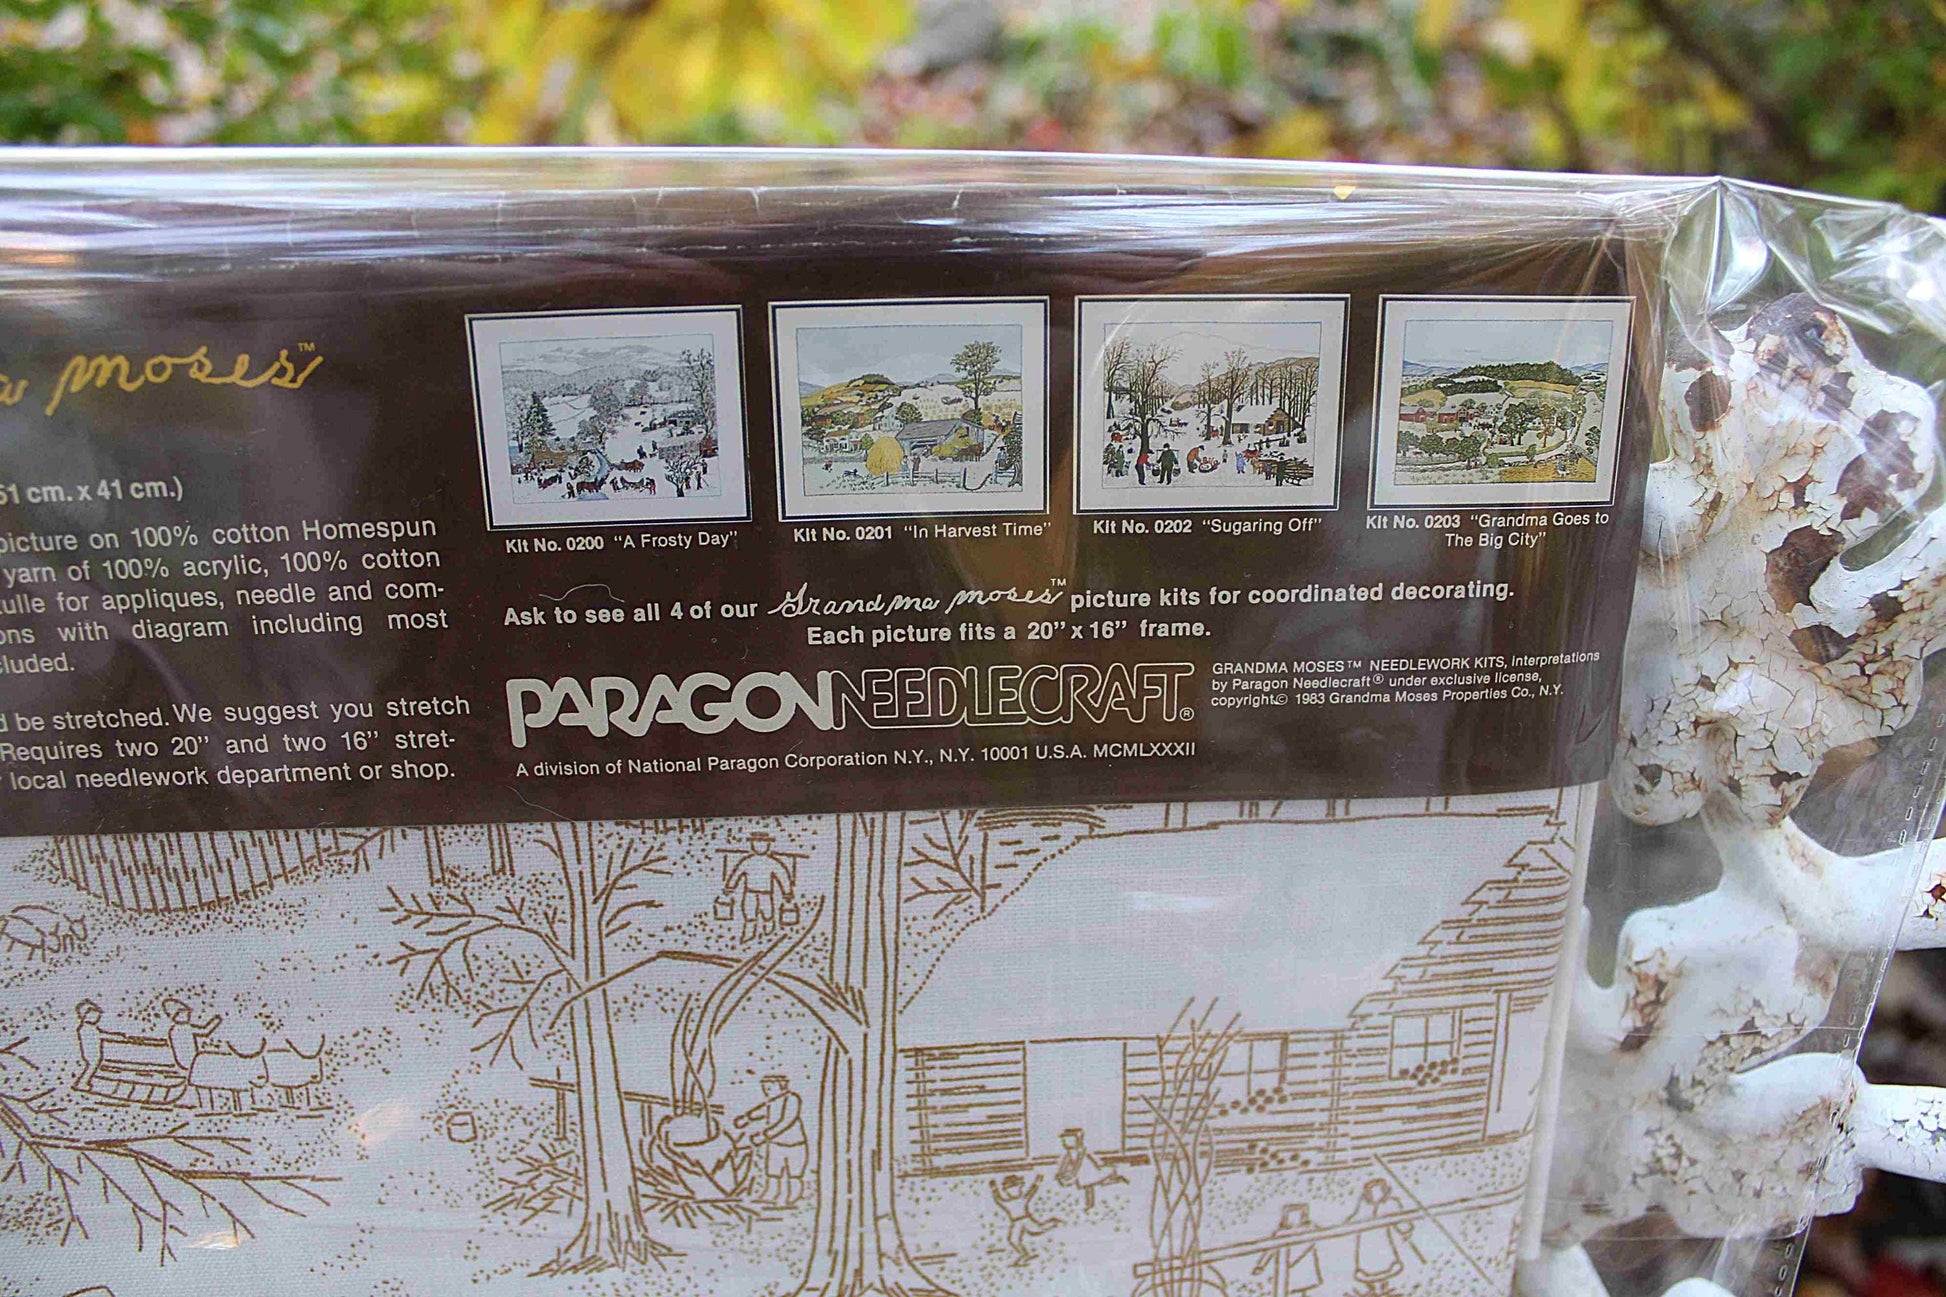 moses™
51 cm. x 41 cm.)
picture on 100% cotton Homespun
yarn of 100% acrylic, 100% cotton
for appliques, needle and com-
with diagram including most
be stretched. We suggest you stretch
Requires two 20” and two 16” stret-
local needlework department or shop.
Kit No. 0200 “A Frosty Day”
Kit No. 0201 “In Harvest Time”
Kit No. 0202 “Sugaring Off”
Kit No. 0203 “Grandma Goes to
The Big City”
Ask to see all 4 of our Grandma moses™ picture kits for coordinated decorating.
Each picture fits a 20” x 16” frame.
PARAGON NEEDLECRAFT®
GRANDMA MOSES™ NEEDLEWORK KITS, Interpretations
by Paragon Needlecraft® under exclusive license,
copyright© 1983 Grandma Moses Properties Co., N.Y.
A division of National Paragon Corporation N.Y., N.Y. 10001 U.S.A. MCMLXXXII